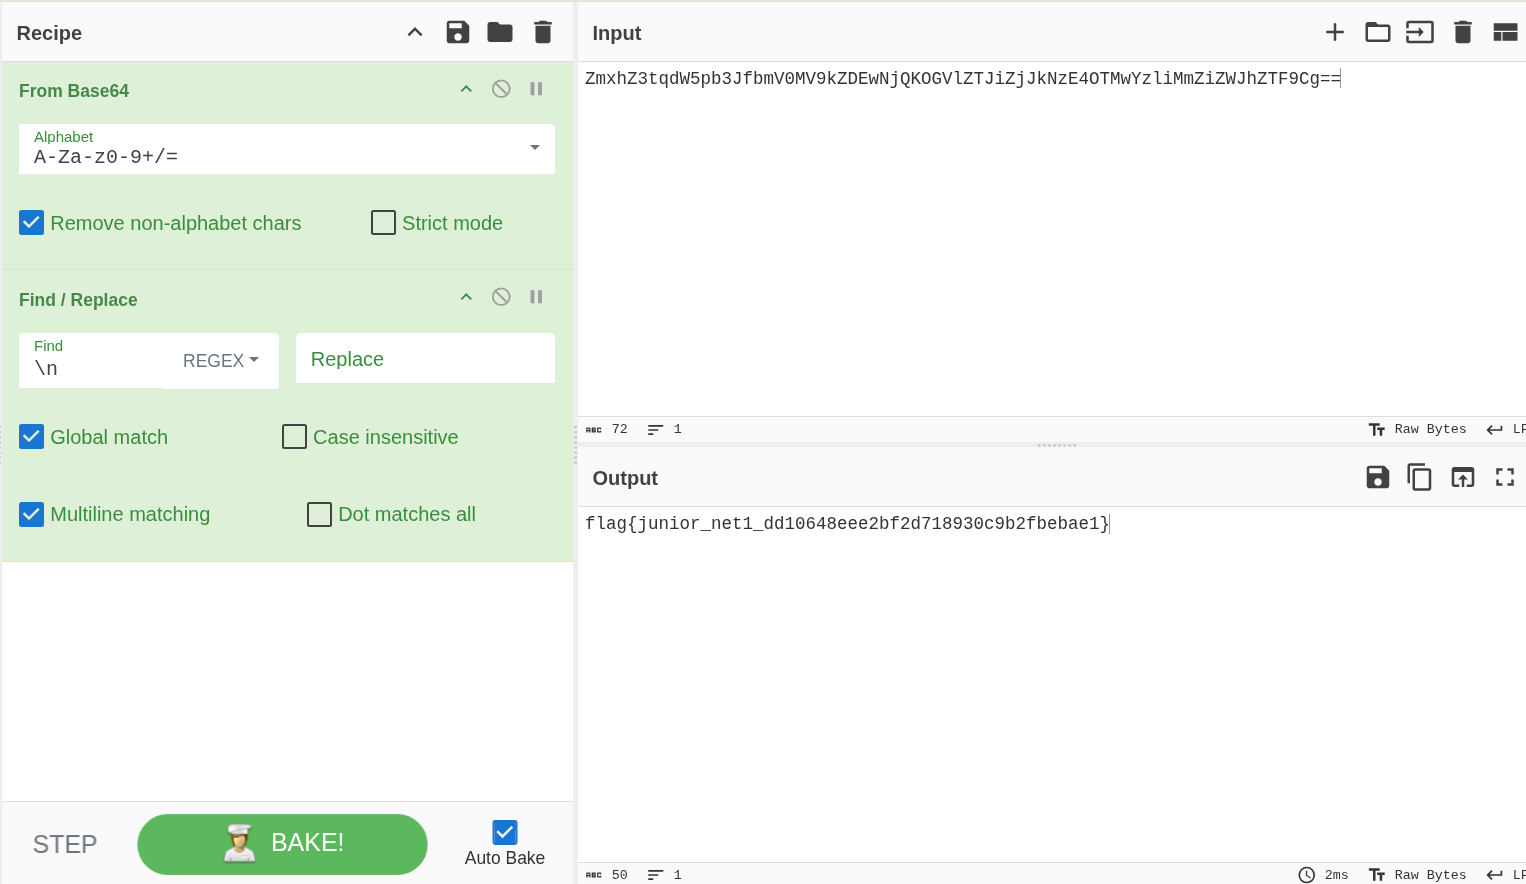 Recipe
From Base64
Alphabet
A-Za-z0-9+/=
Remove non-alphabet chars
Strict mode
Find / Replace
Find
\n
REGEX
Replace
Global match
Case insensitive
Multiline matching
Dot matches all
STEP
BAKE!
Auto Bake
Input
ZmxhZ3tqdW5pb3JfbmV0MV9kZDEwNjQKOGVlZTJiZjJkNzE4OTMwYzliMmZiZWJhZTF9Cg==
ABC 72 1
Raw Bytes LF
Output
flag{junior_net1_dd10648eee2bf2d718930c9b2fbebae1}
ABC 50 1
2ms Raw Bytes LF